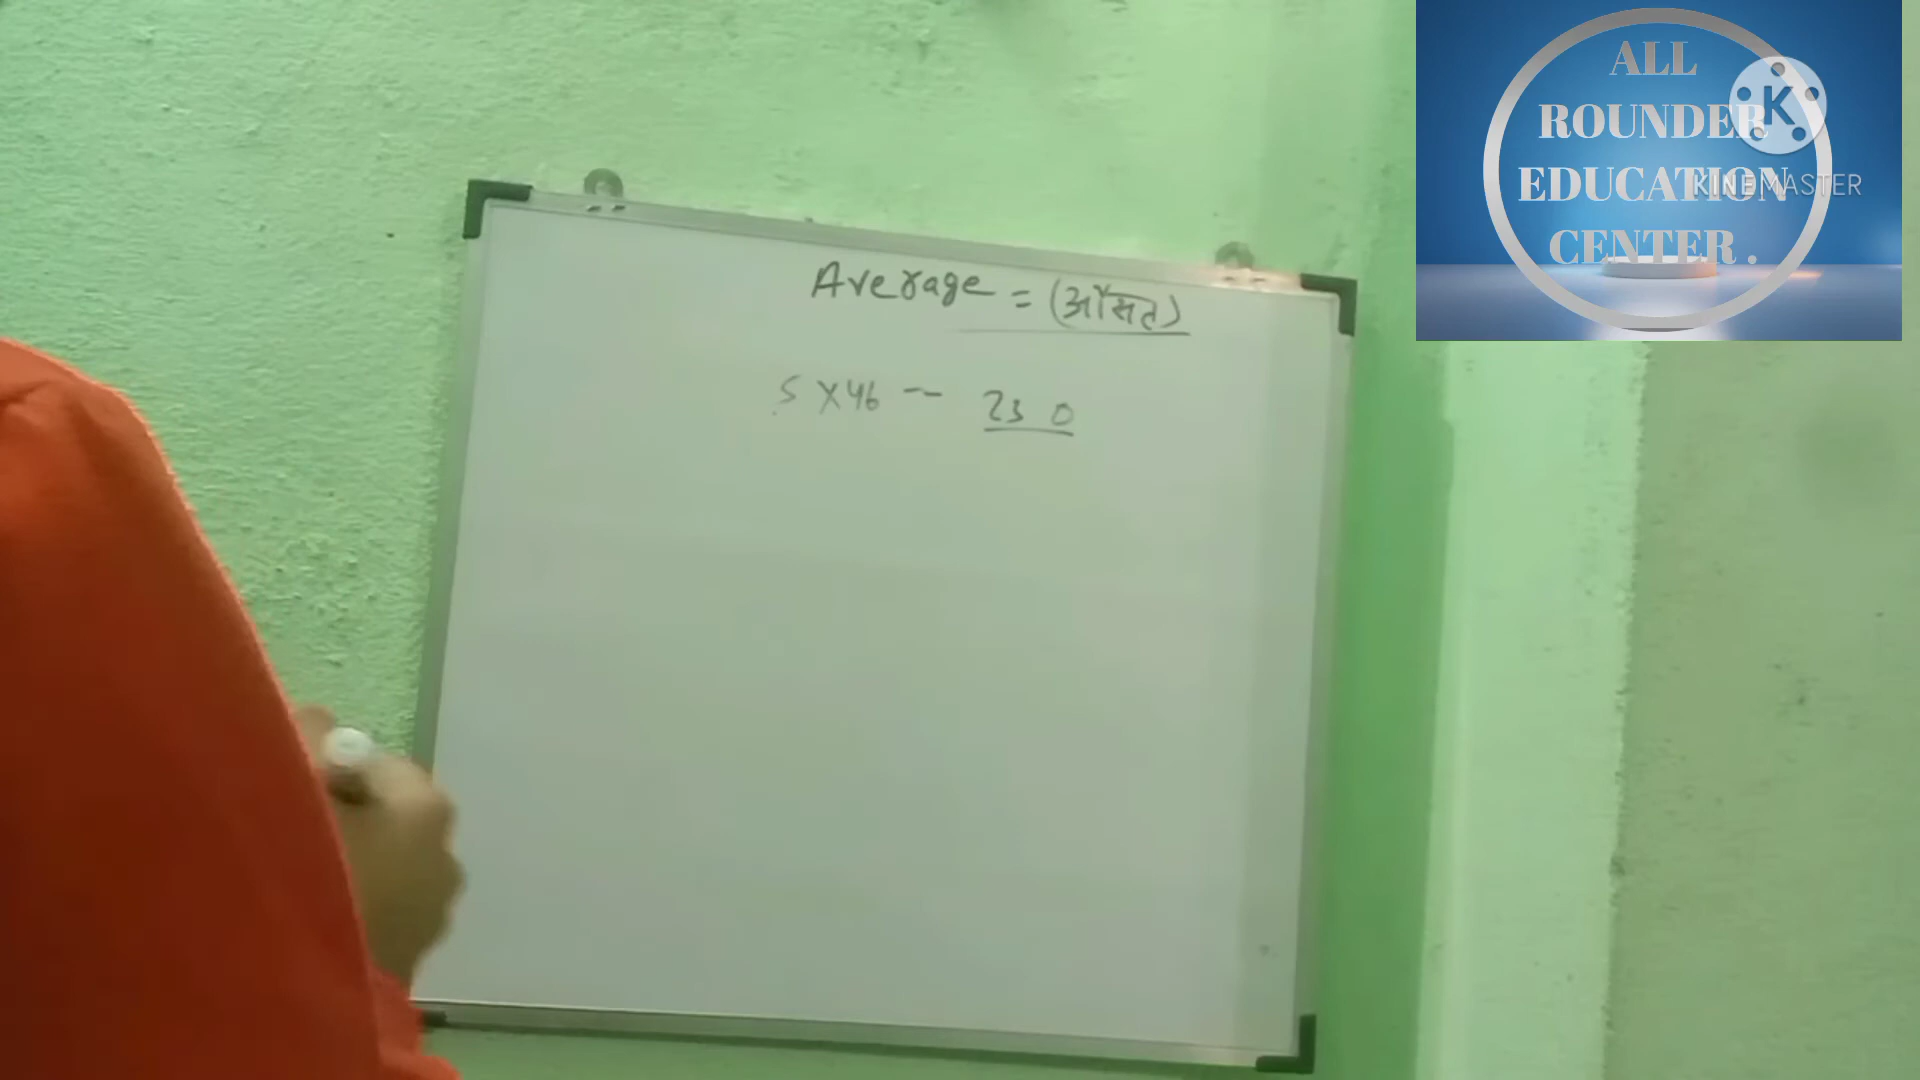 Average = (औसत)
5 X 46 — 230
ALL
ROUNDER
EDUCATION
CENTER .
K
KINEMASTER